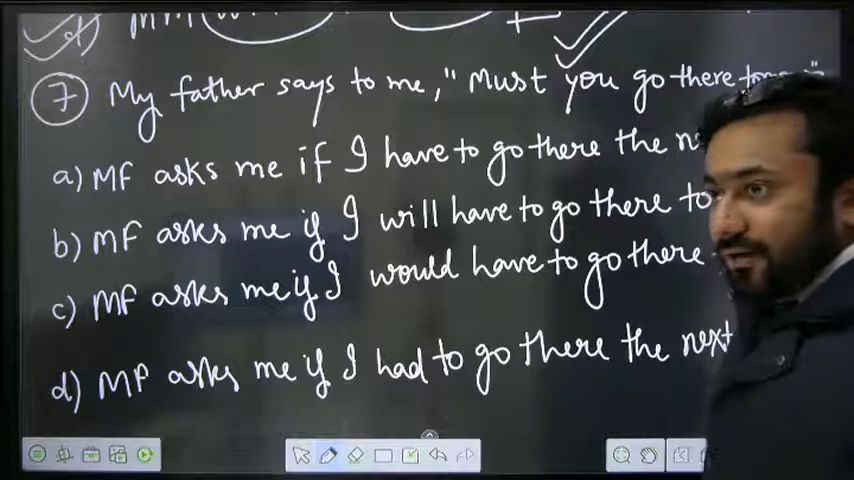 7 My father says to me, "Must you go there
a) MF asks me if I have to go there the
b) MF asks me if I will have to go there to
c) MF asks me if I would have to go there
d) MF asks me if I had to go there the next